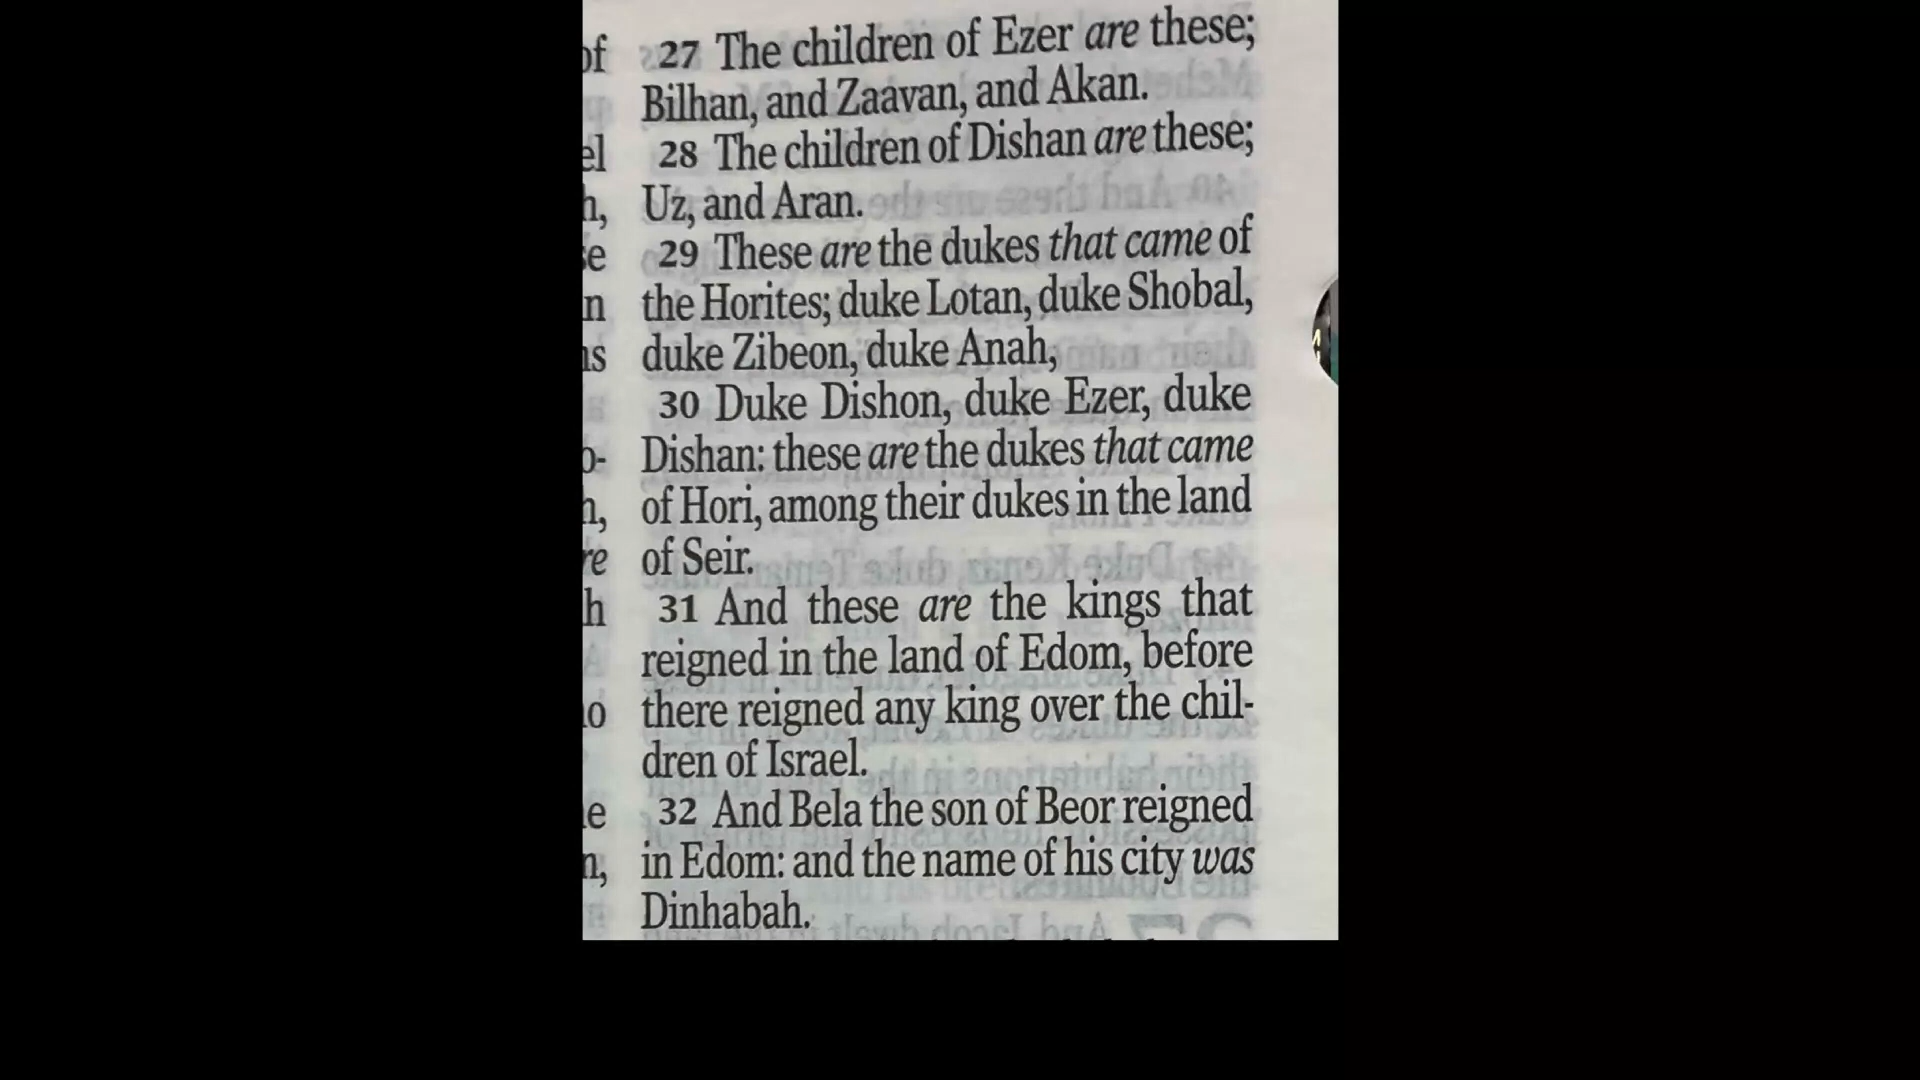 27 The children of Ezer are these;
Bilhan, and Zaavan, and Akan.
28 The children of Dishan are these;
Uz, and Aran.
29 These are the dukes that came of
the Horites; duke Lotan, duke Shobal,
duke Zibeon, duke Anah,
30 Duke Dishon, duke Ezer, duke
Dishan: these are the dukes that came
of Hori, among their dukes in the land
of Seir.
31 And these are the kings that
reigned in the land of Edom, before
there reigned any king over the chil-
dren of Israel.
32 And Bela the son of Beor reigned
in Edom: and the name of his city was
Dinhabah.